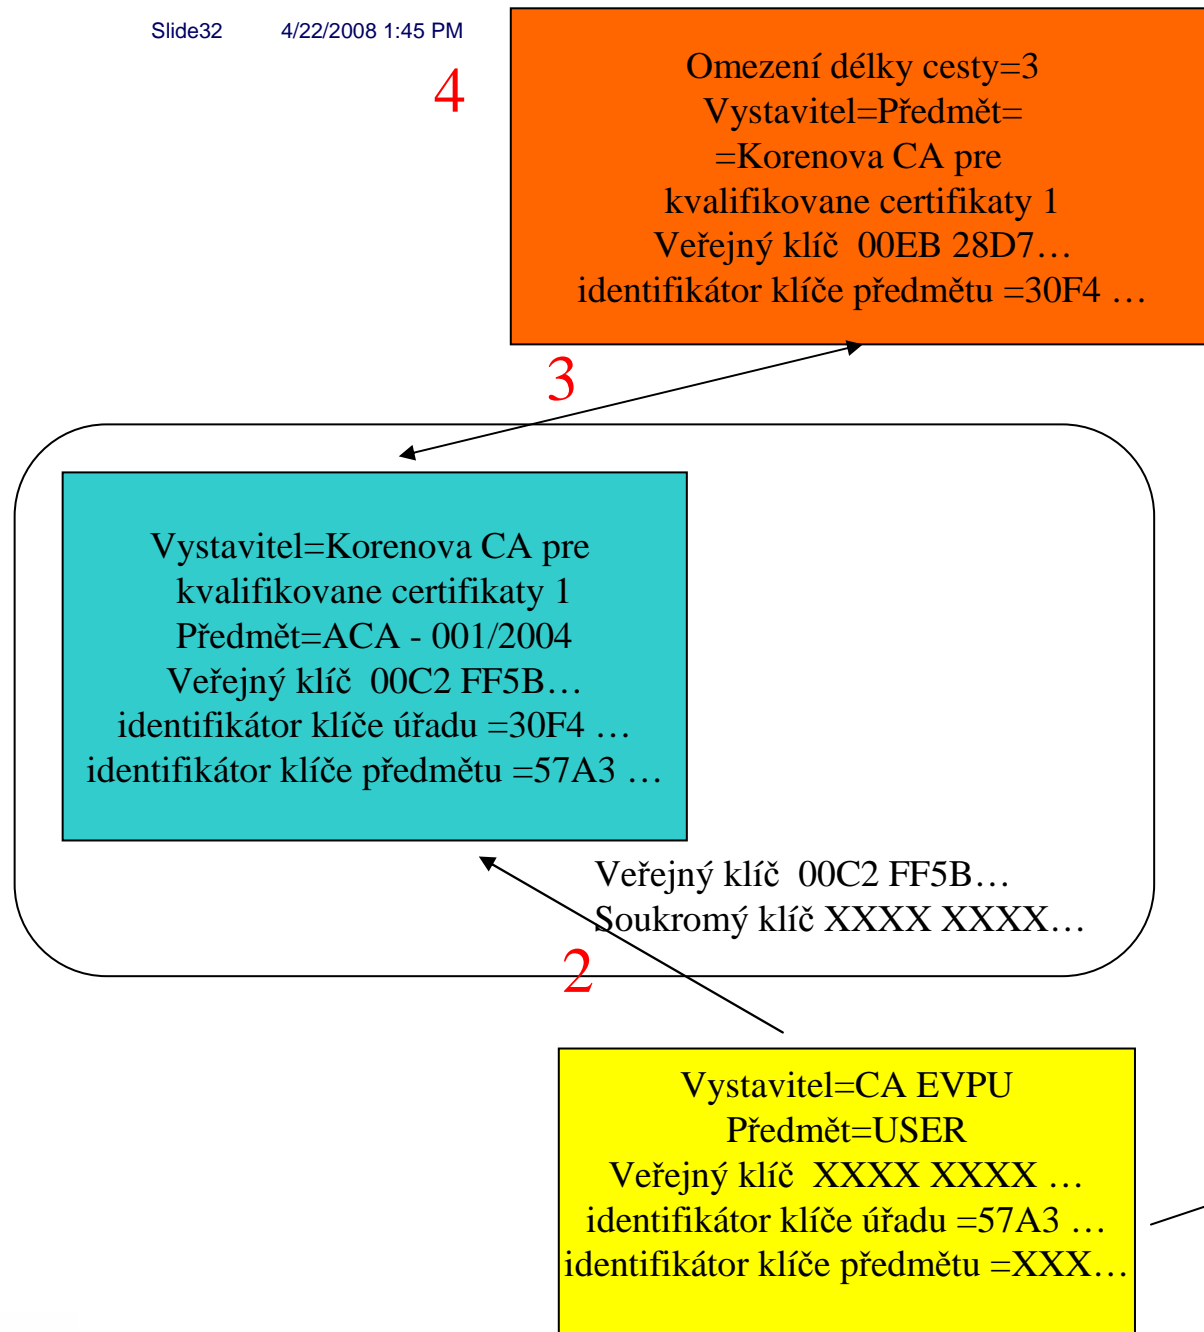 Slide32 4/22/2008 1:45 PM
4
Omezení délky cesty=3
Vystavitel=Předmět=
=Korenova CA pre
kvalifikovane certifikaty 1
Veřejný klíč 00EB 28D7…
identifikátor klíče předmětu =30F4 …
3
Vystavitel=Korenova CA pre
kvalifikovane certifikaty 1
Předmět=ACA - 001/2004
Veřejný klíč 00C2 FF5B…
identifikátor klíče úřadu =30F4 …
identifikátor klíče předmětu =57A3 …
Veřejný klíč 00C2 FF5B…
Soukromý klíč XXXX XXXX…
2
Vystavitel=CA EVPU
Předmět=USER
Veřejný klíč XXXX XXXX …
identifikátor klíče úřadu =57A3 …
identifikátor klíče předmětu =XXX…